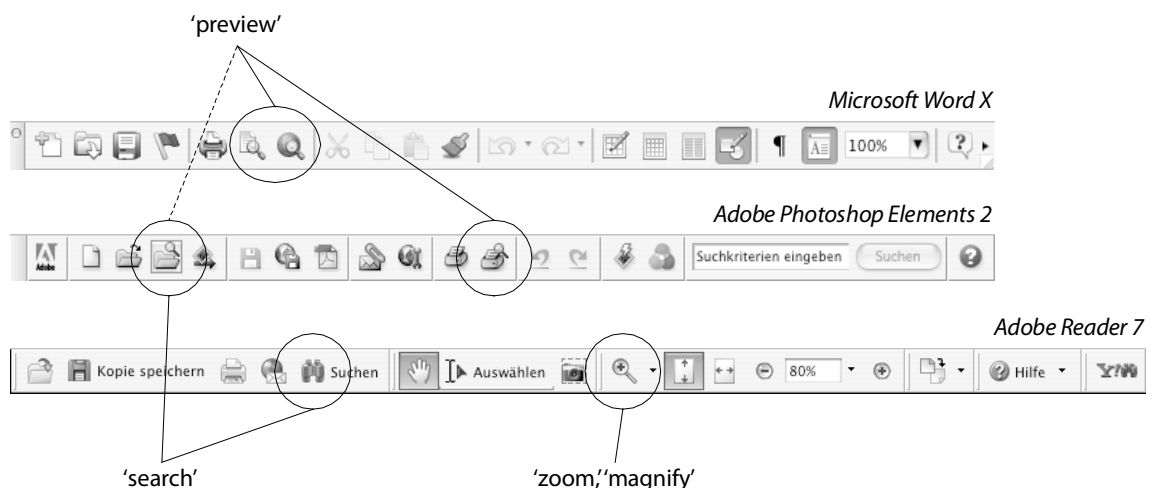 ‘preview’
Microsoft Word X
100%
Adobe Photoshop Elements 2
Adobe
Suchkriterien eingeben
Suchen
Adobe Reader 7
Kopie speichern
Suchen
Auswählen
80%
Hilfe
Y!
‘search’
‘zoom,’‘magnify’